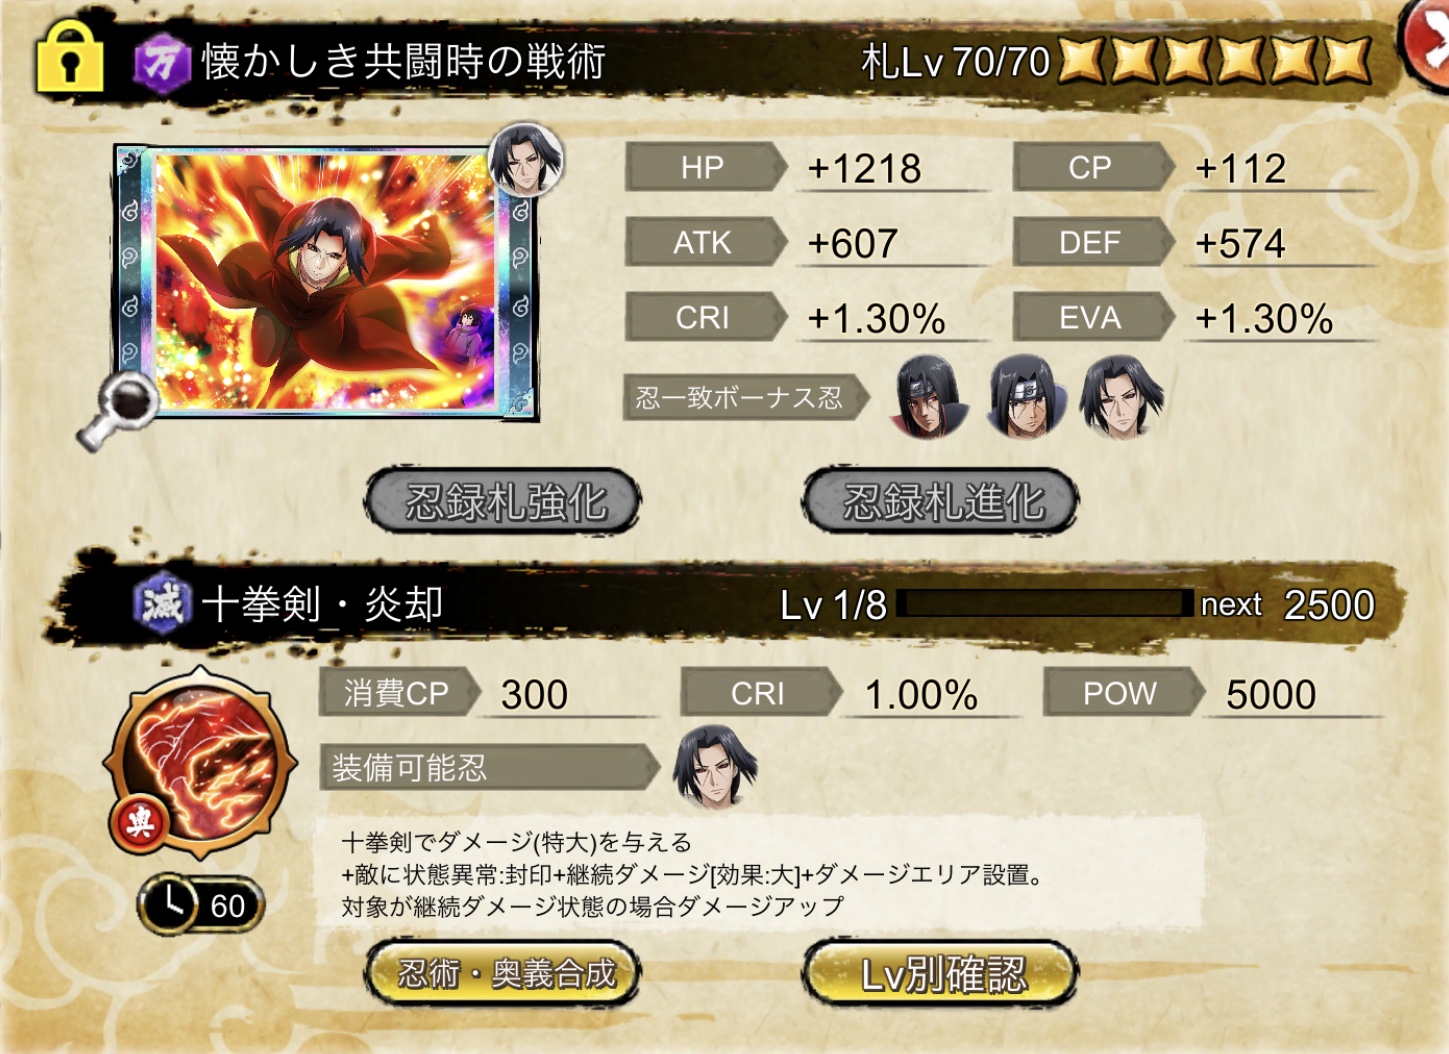 万 懐かしき共闘時の戦術 札Lv 70/70
HP +1218 CP +112
ATK +607 DEF +574
CRI +1.30% EVA +1.30%
忍一致ボーナス忍
忍録札強化 忍録札進化
滅 十拳剣・炎却 Lv 1/8 next 2500
消費CP 300 CRI 1.00% POW 5000
装備可能忍
奥
十拳剣でダメージ(特大)を与える
+敵に状態異常:封印+継続ダメージ[効果:大]+ダメージエリア設置。
対象が継続ダメージ状態の場合ダメージアップ
60
忍術・奥義合成 Lv別確認